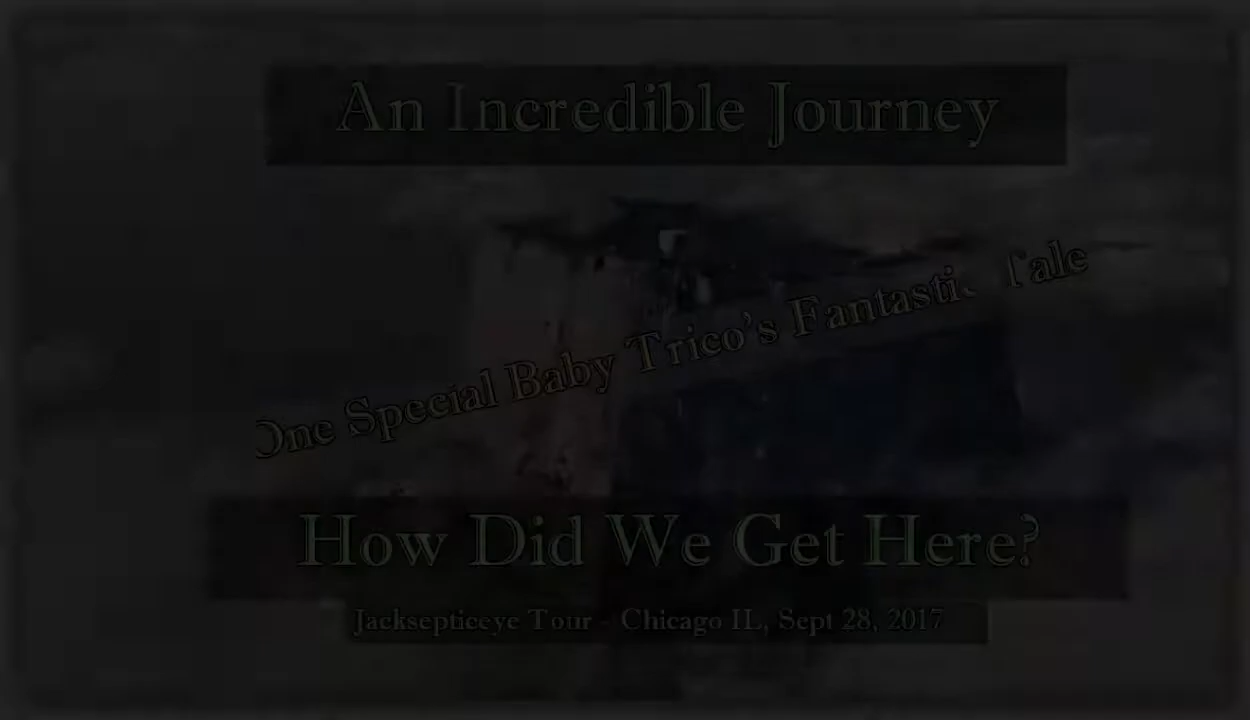 An Incredible Journey
One Special Baby Trico's Fantastic Tale
How Did We Get Here?
Jacksepticeye Tour - Chicago IL, Sept 28, 2017